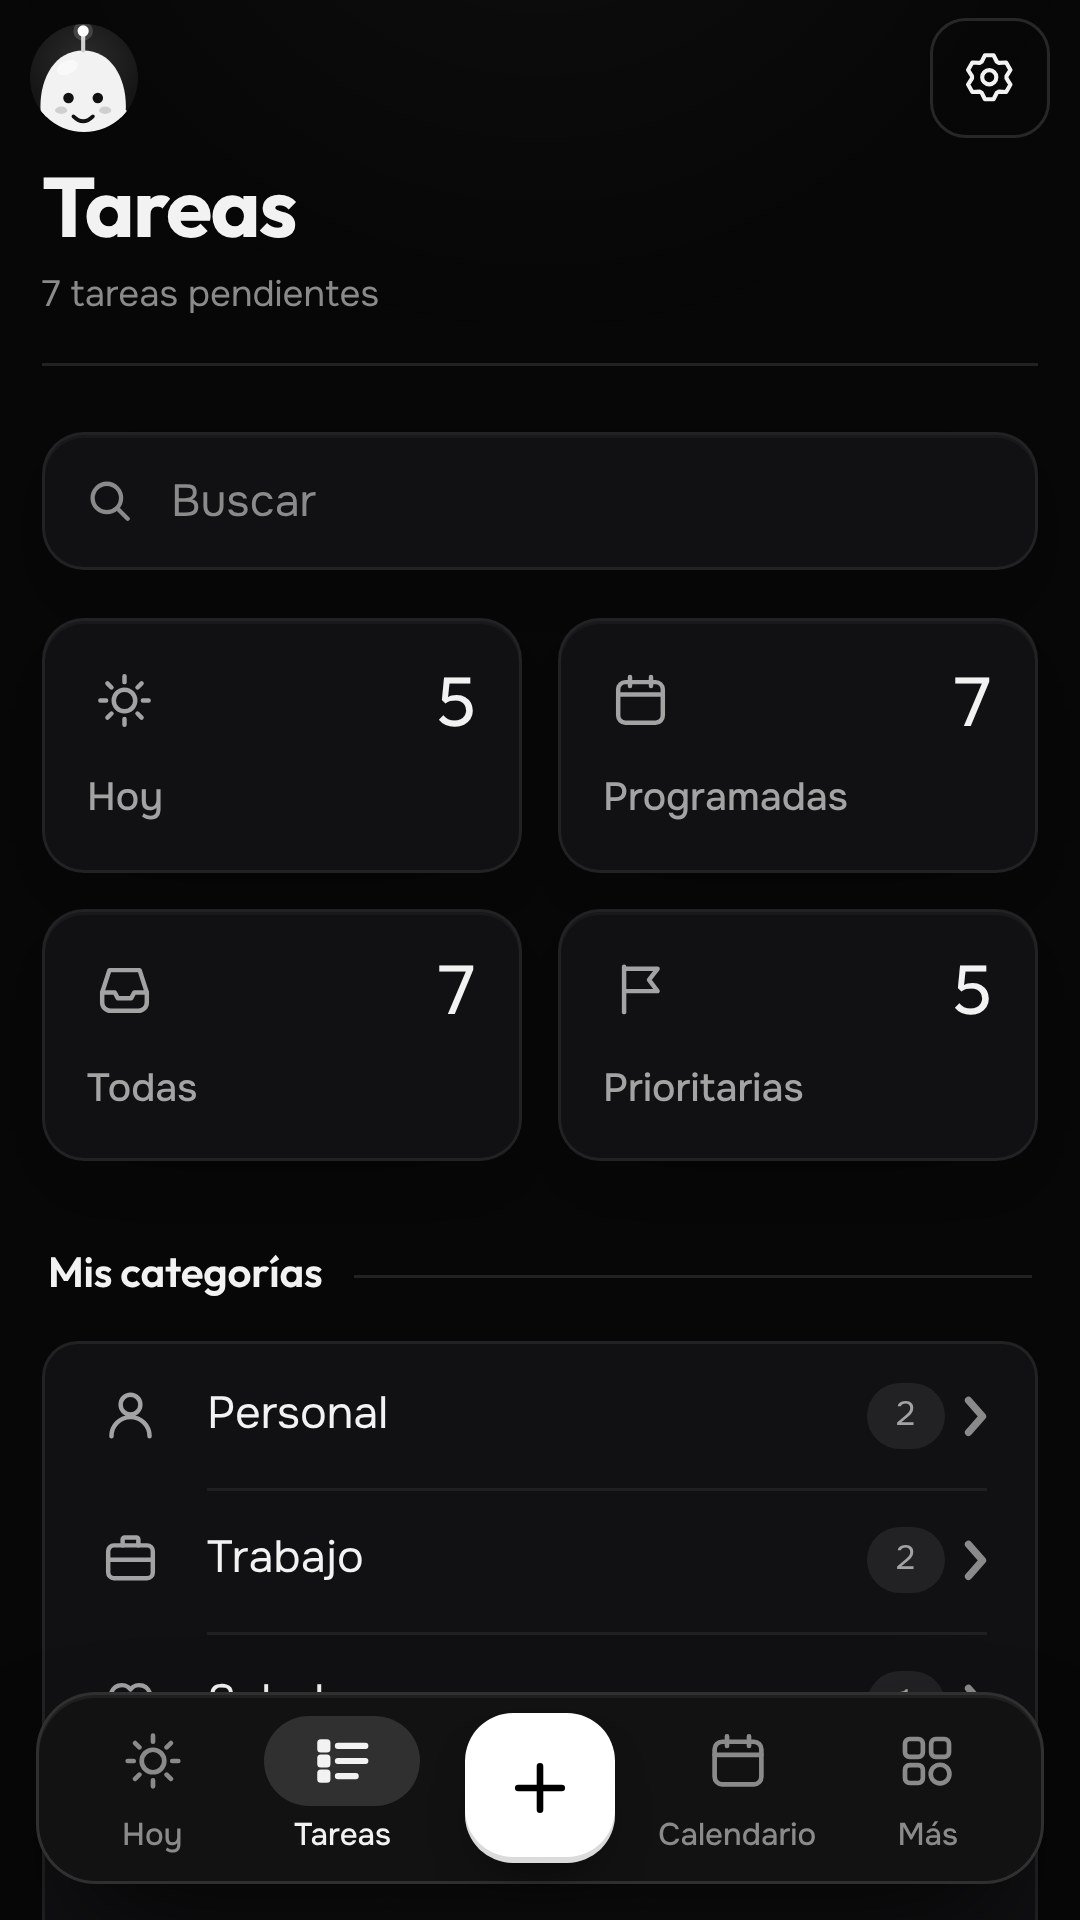 Tareas
7 tareas pendientes
Buscar
5
7
Hoy
Programadas
7
5
Todas
Prioritarias
Mis categorías
Personal
2
Trabajo
2
Hoy
Tareas
Calendario
Más